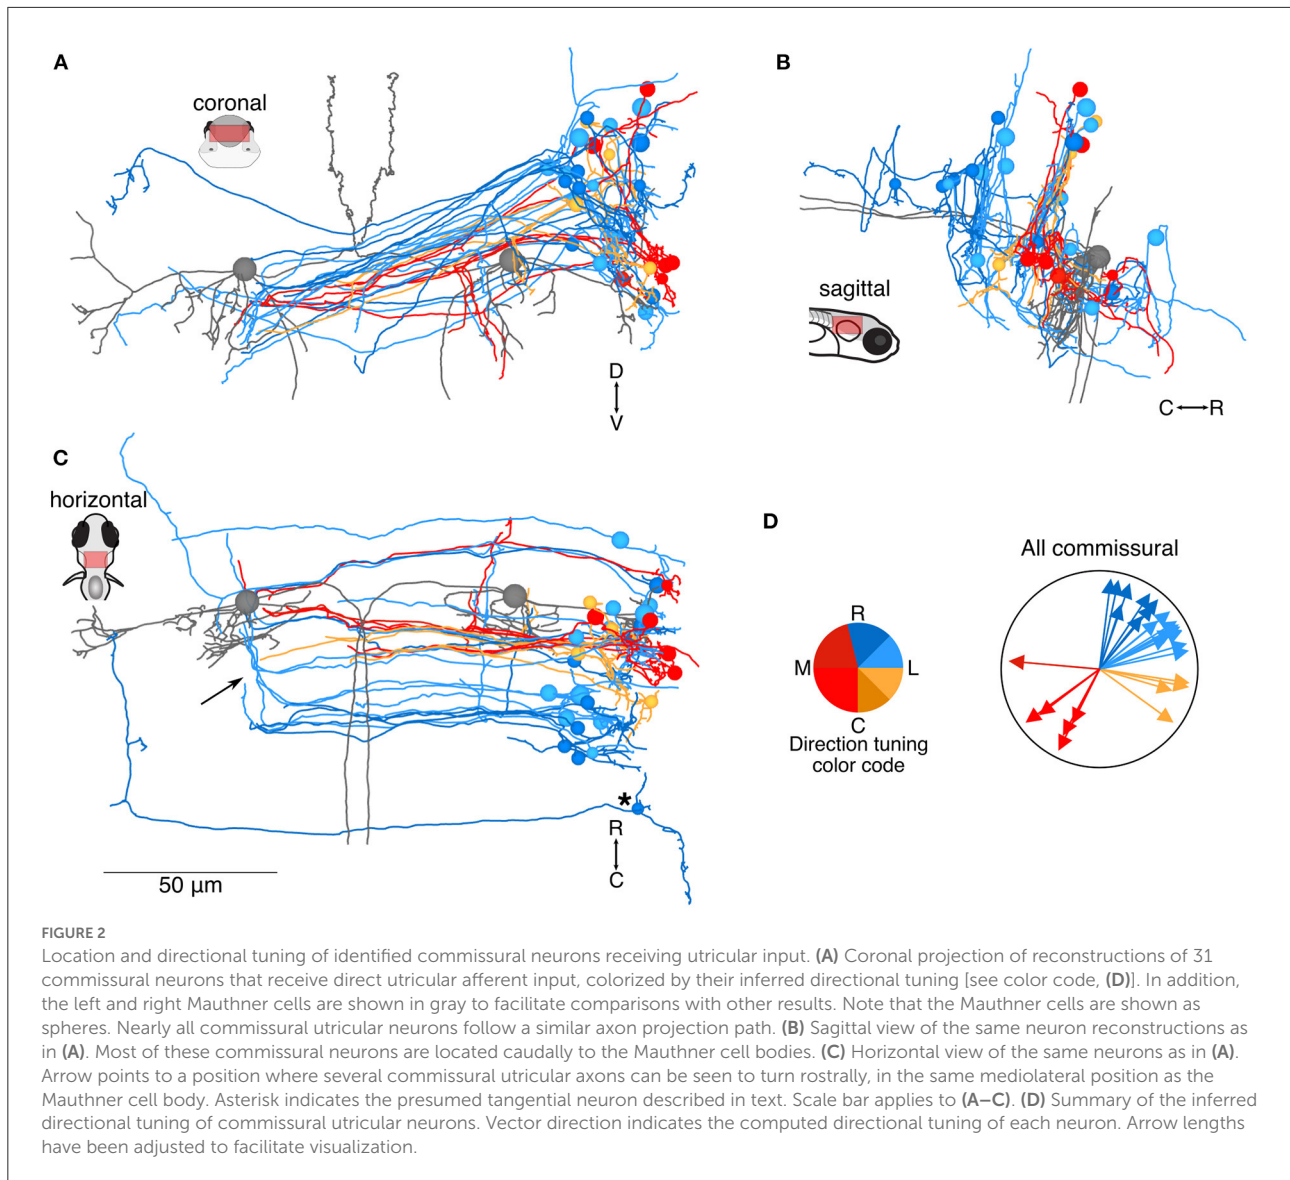 A
coronal
D
V
B
sagittal
C
R
C
horizontal
*
R
C
50 µm
D
All commissural
R
M
L
C
Direction tuning
color code
FIGURE 2
Location and directional tuning of identified commissural neurons receiving utricular input. (A) Coronal projection of reconstructions of 31
commissural neurons that receive direct utricular afferent input, colorized by their inferred directional tuning [see color code, (D)]. In addition,
the left and right Mauthner cells are shown in gray to facilitate comparisons with other results. Note that the Mauthner cells are shown as
spheres. Nearly all commissural utricular neurons follow a similar axon projection path. (B) Sagittal view of the same neuron reconstructions as
in (A). Most of these commissural neurons are located caudally to the Mauthner cell bodies. (C) Horizontal view of the same neurons as in (A).
Arrow points to a position where several commissural utricular axons can be seen to turn rostrally, in the same mediolateral position as the
Mauthner cell body. Asterisk indicates the presumed tangential neuron described in text. Scale bar applies to (A–C). (D) Summary of the inferred
directional tuning of commissural utricular neurons. Vector direction indicates the computed directional tuning of each neuron. Arrow lengths
have been adjusted to facilitate visualization.